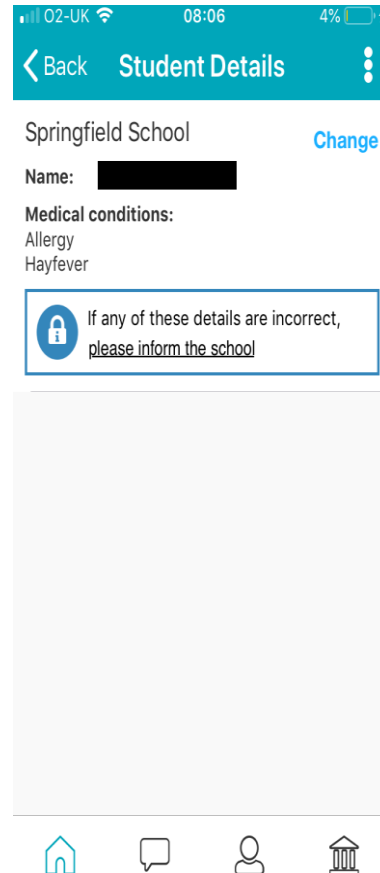 O2-UK 08:06 4%
Back Student Details
Springfield School
Change
Name:
Medical conditions:
Allergy
Hayfever
If any of these details are incorrect,
please inform the school